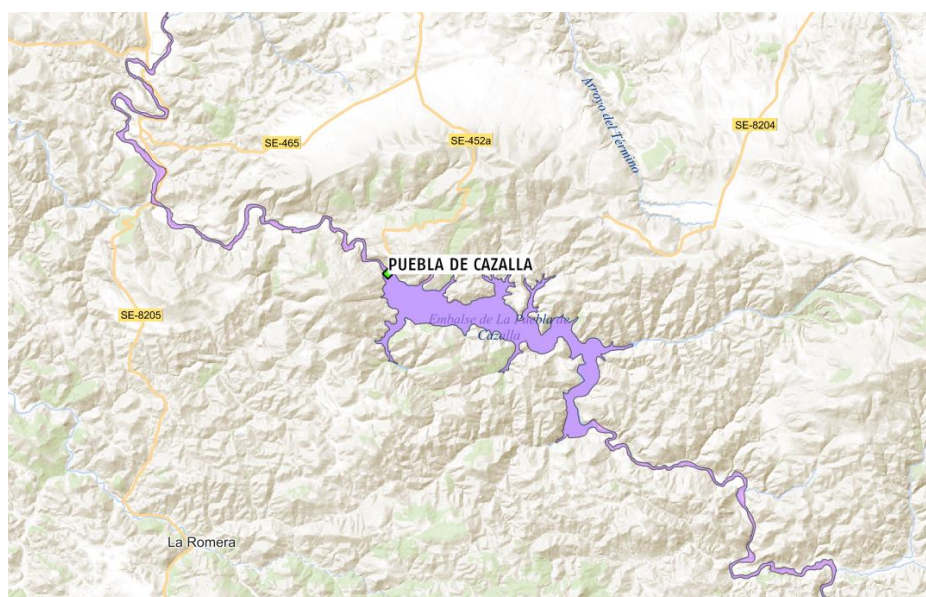 Arroyo del Término
SE-8204
SE-465
SE-452a
PUEBLA DE CAZALLA
SE-8205
Embalse de La Puebla de
Cazalla
La Romera